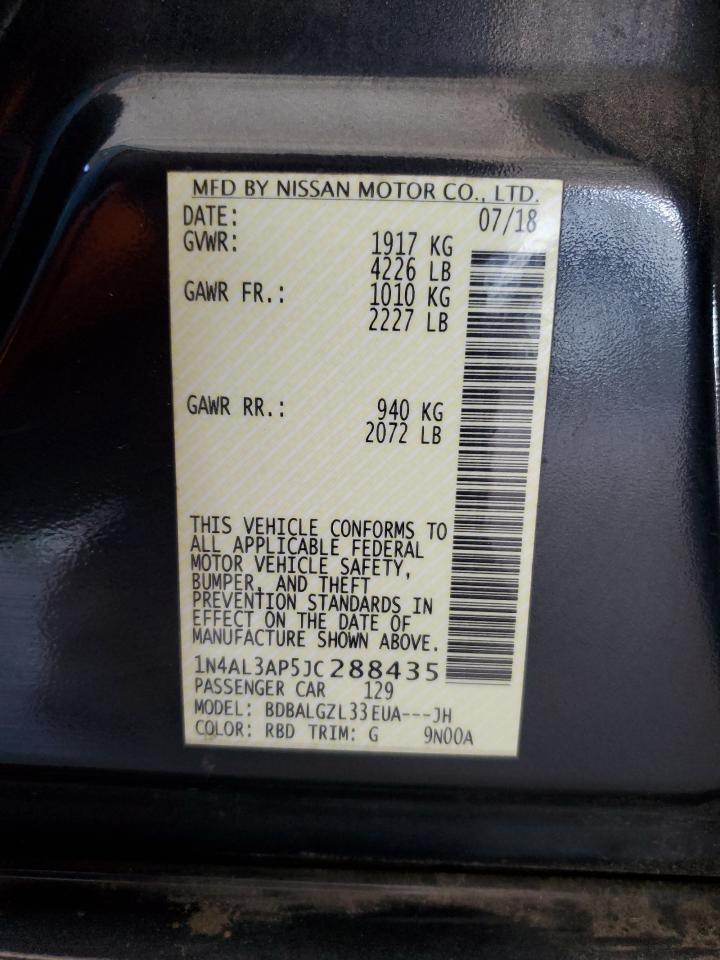 MFD BY NISSAN MOTOR CO., LTD.
DATE: 07/18
GVWR: 1917 KG
4226 LB
GAWR FR.: 1010 KG
2227 LB
GAWR RR.: 940 KG
2072 LB
THIS VEHICLE CONFORMS TO
ALL APPLICABLE FEDERAL
MOTOR VEHICLE SAFETY,
BUMPER, AND THEFT
PREVENTION STANDARDS IN
EFFECT ON THE DATE OF
MANUFACTURE SHOWN ABOVE.
1N4AL3AP5JC288435
PASSENGER CAR 129
MODEL: BDBALGZL33EUA---JH
COLOR: RBD TRIM: G 9N00A